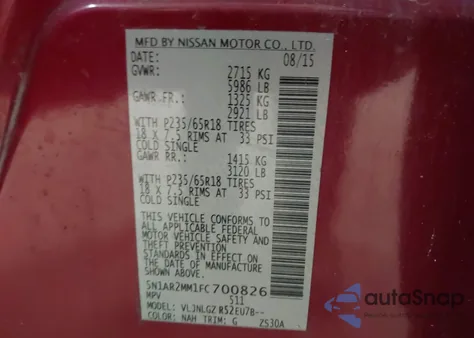 MFD BY NISSAN MOTOR CO., LTD.
DATE: 08/15
GVWR: 2715 KG
5986 LB
GAWR FR.: 1325 KG
2921 LB
WITH P235/65R18 TIRES
18 X 7.5 RIMS AT 33 PSI
COLD SINGLE
GAWR RR.: 1415 KG
3120 LB
WITH P235/65R18 TIRES
18 X 7.5 RIMS AT 33 PSI
COLD SINGLE
THIS VEHICLE CONFORMS TO
ALL APPLICABLE FEDERAL
MOTOR VEHICLE SAFETY AND
THEFT PREVENTION
STANDARDS IN EFFECT ON
THE DATE OF MANUFACTURE
SHOWN ABOVE.
5N1AR2MM1FC700826
MPV 511
MODEL: VLJNLGZ R52EU7B--
COLOR: NAH TRIM: G ZS30A
autoSnap